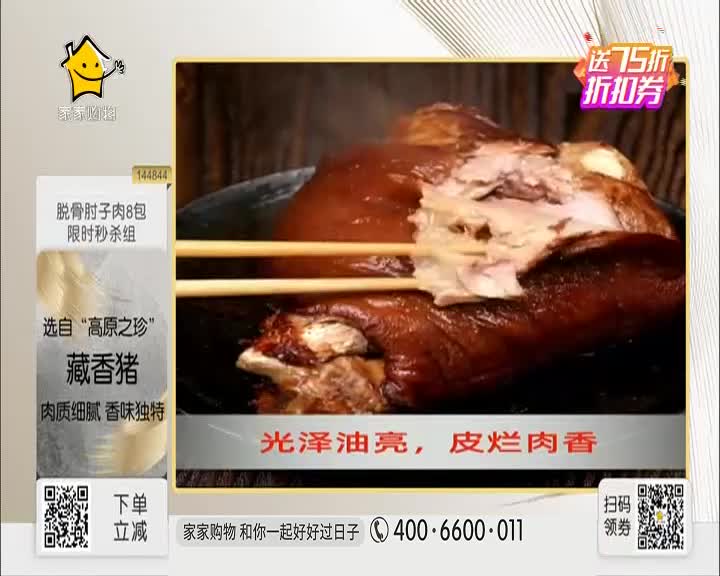 家家购物
送75折
折扣券
144844
脱骨肘子肉8包
限时秒杀组
选自“高原之珍”
藏香猪
肉质细腻 香味独特
光泽油亮，皮烂肉香
下单
立减
家家购物 和你一起好好过日子
400·6600·011
扫码
领券